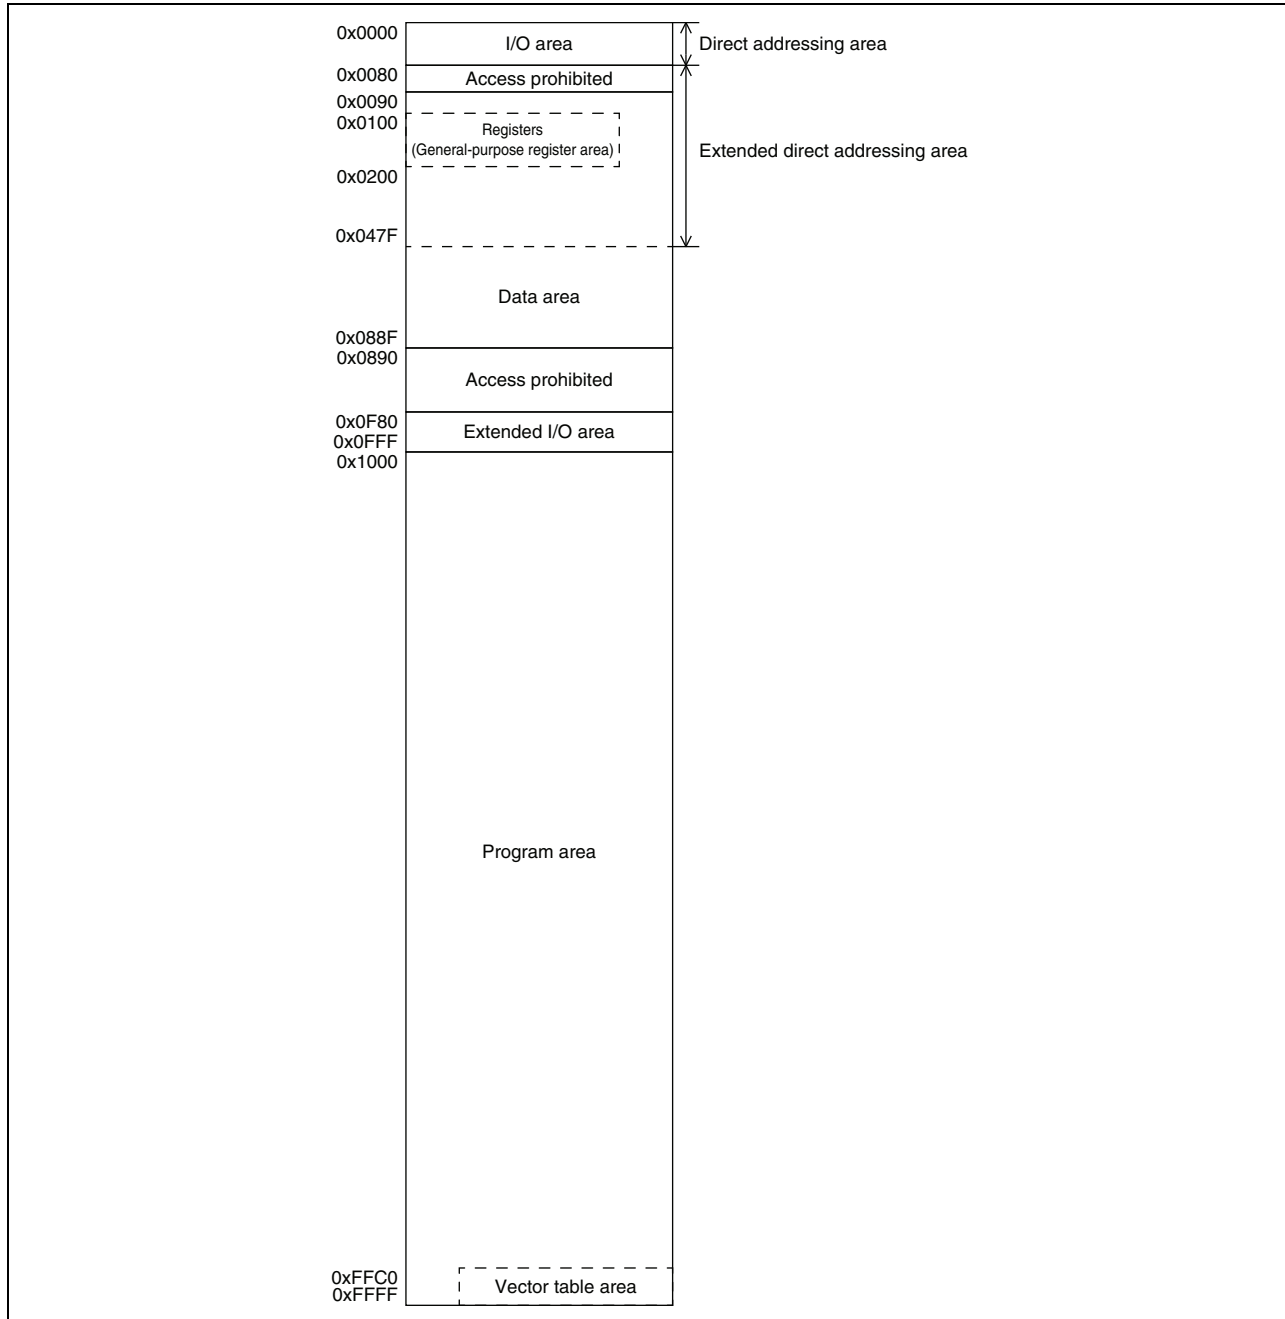 0x0000
I/O area
Direct addressing area
0x0080
Access prohibited
0x0090
0x0100
Registers
(General-purpose register area)
Extended direct addressing area
0x0200
0x047F
Data area
0x088F
0x0890
Access prohibited
0x0F80
Extended I/O area
0x0FFF
0x1000
Program area
0xFFC0
Vector table area
0xFFFF